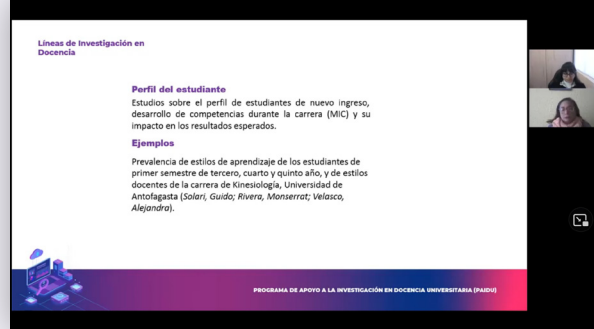 Líneas de Investigación en
Docencia
Perfil del estudiante
Estudios sobre el perfil de estudiantes de nuevo ingreso,
desarrollo de competencias durante la carrera (MIC) y su
impacto en los resultados esperados.
Ejemplos
Prevalencia de estilos de aprendizaje de los estudiantes de
primer semestre de tercero, cuarto y quinto año, y de estilos
docentes de la carrera de Kinesiología, Universidad de
Antofagasta (Solari, Guido; Rivera, Monserrat; Velasco,
Alejandra).
PROGRAMA DE APOYO A LA INVESTIGACIÓN EN DOCENCIA UNIVERSITARIA (PAIDU)